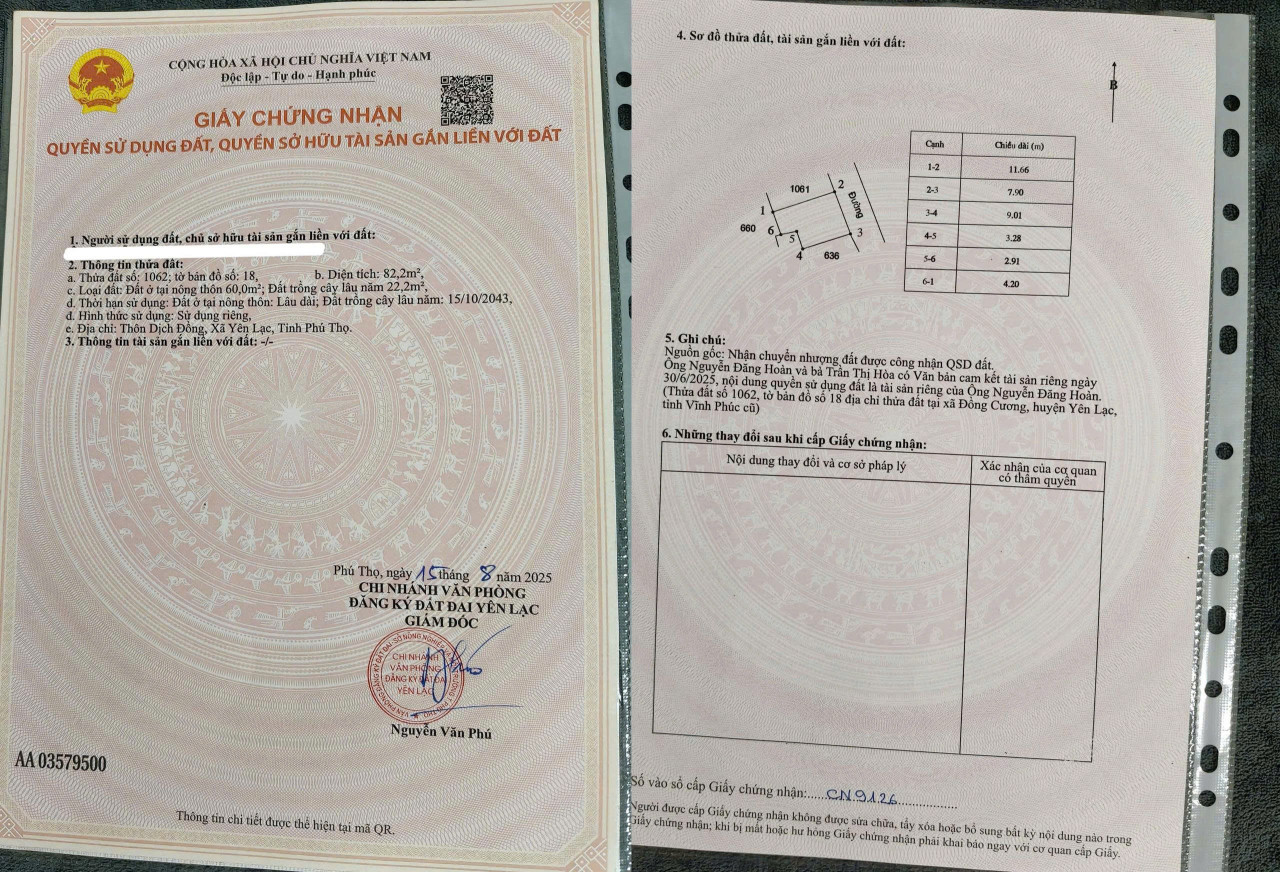 CỘNG HÒA XÃ HỘI CHỦ NGHĨA VIỆT NAM
Độc lập - Tự do - Hạnh phúc
GIẤY CHỨNG NHẬN
QUYỀN SỬ DỤNG ĐẤT, QUYỀN SỞ HỮU TÀI SẢN GẮN LIỀN VỚI ĐẤT
1. Người sử dụng đất, chủ sở hữu tài sản gắn liền với đất:
2. Thông tin thửa đất:
a. Thửa đất số: 1062; tờ bản đồ số: 18, b. Diện tích: 82,2m²,
c. Loại đất: Đất ở tại nông thôn 60,0m²; Đất trồng cây lâu năm 22,2m²,
d. Thời hạn sử dụng: Đất ở tại nông thôn: Lâu dài; Đất trồng cây lâu năm: 15/10/2043,
đ. Hình thức sử dụng: Sử dụng riêng,
e. Địa chỉ: Thôn Dịch Đồng, Xã Yên Lạc, Tỉnh Phú Thọ.
3. Thông tin tài sản gắn liền với đất: -/-
Phú Thọ, ngày 15 tháng 8 năm 2025
CHI NHÁNH VĂN PHÒNG
ĐĂNG KÝ ĐẤT ĐAI YÊN LẠC
GIÁM ĐỐC
CHI NHÁNH
VĂN PHÒNG
ĐĂNG KÝ ĐẤT ĐAI
YÊN LẠC
Nguyễn Văn Phú
AA 03579500
Thông tin chi tiết được thể hiện tại mã QR.
4. Sơ đồ thửa đất, tài sản gắn liền với đất:
B
1061
2
Đường
1
660
6
5
3
4
636
Cạnh Chiều dài (m)
1-2 11.66
2-3 7.90
3-4 9.01
4-5 3.28
5-6 2.91
6-1 4.20
5. Ghi chú:
Nguồn gốc: Nhận chuyển nhượng đất được công nhận QSD đất.
Ông Nguyễn Đăng Hoàn và bà Trần Thị Hòa có Văn bản cam kết tài sản riêng ngày
30/6/2025, nội dung quyền sử dụng đất là tài sản riêng của Ông Nguyễn Đăng Hoàn.
(Thửa đất số 1062, tờ bản đồ số 18 địa chỉ thửa đất tại xã Đồng Cương, huyện Yên Lạc,
tỉnh Vĩnh Phúc cũ)
6. Những thay đổi sau khi cấp Giấy chứng nhận:
Nội dung thay đổi và cơ sở pháp lý
Xác nhận của cơ quan
có thẩm quyền
Số vào sổ cấp Giấy chứng nhận:......CN9126..................
Người được cấp Giấy chứng nhận không được sửa chữa, tẩy xóa hoặc bổ sung bất kỳ nội dung nào trong
Giấy chứng nhận; khi bị mất hoặc hư hỏng Giấy chứng nhận phải khai báo ngay với cơ quan cấp Giấy.